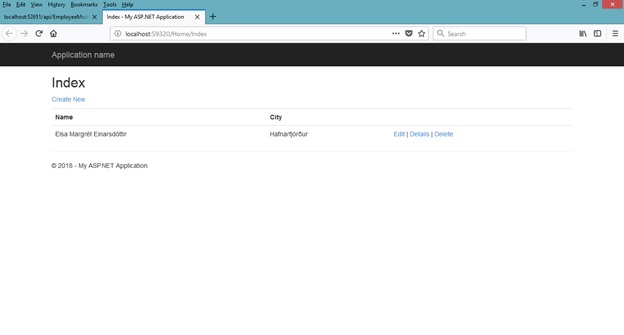 File Edit View History Bookmarks Tools Help
localhost:52651/api/EmployeeMod
Index - My ASP.NET Application
localhost:59320/Home/Index
Search
Application name
Index
Create New
Name City
Elsa Margrét Einarsdóttir Hafnarfjörður Edit | Details | Delete
© 2018 - My ASP.NET Application